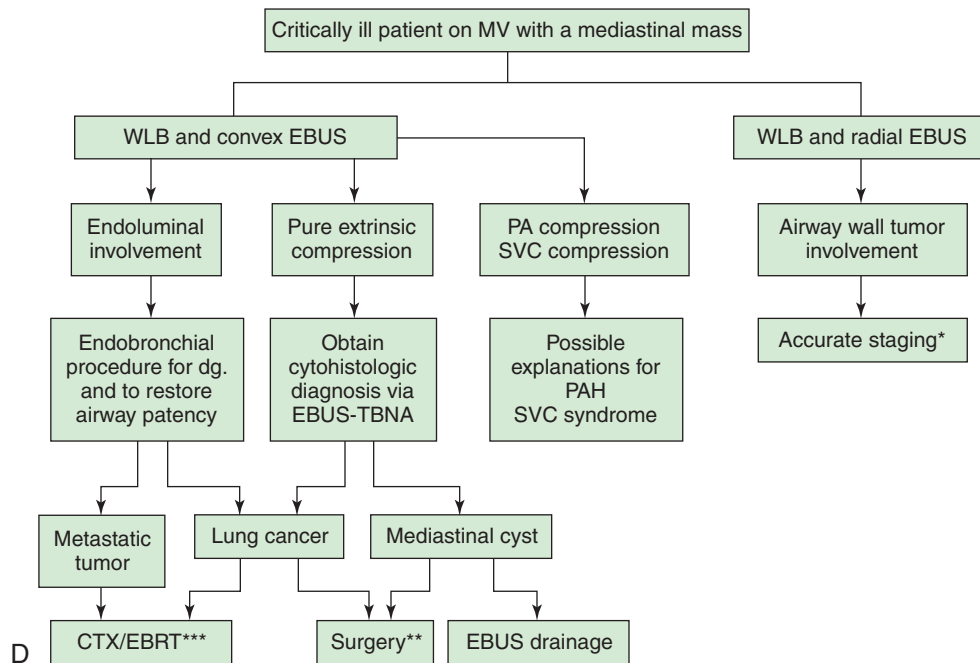 Critically ill patient on MV with a mediastinal mass
WLB and convex EBUS
WLB and radial EBUS
Endoluminal
involvement
Pure extrinsic
compression
PA compression
SVC compression
Airway wall tumor
involvement
Endobronchial
procedure for dg.
and to restore
airway patency
Obtain
cytohistologic
diagnosis via
EBUS-TBNA
Possible
explanations for
PAH
SVC syndrome
Accurate staging*
Metastatic
tumor
Lung cancer
Mediastinal cyst
CTX/EBRT***
Surgery**
EBUS drainage
D